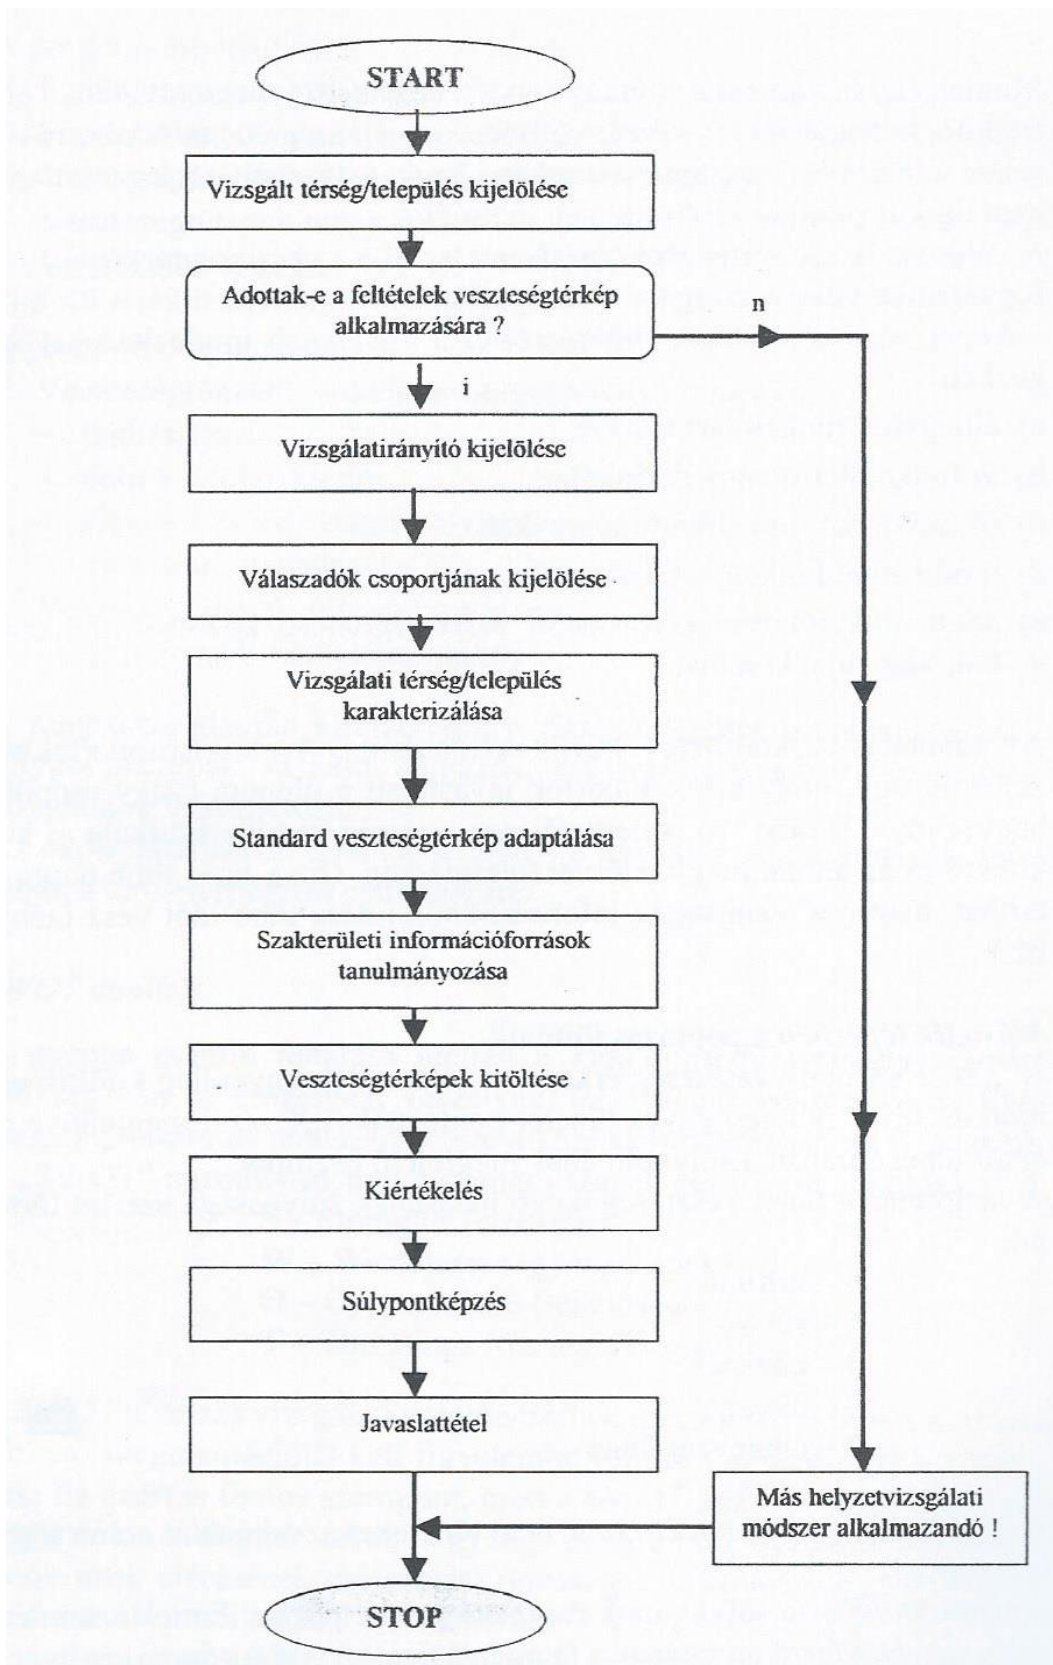 START
Vizsgált térség/település kijelölése
Adottak-e a feltételek veszteségtérkép
alkalmazására ?
n
i
Vizsgálatirányító kijelölése
Válaszadók csoportjának kijelölése
Vizsgálati térség/település
karakterizálása
Standard veszteségtérkép adaptálása
Szakterületi információforrások
tanulmányozása
Veszteségtérképek kitöltése
Kiértékelés
Súlypontképzés
Javaslattétel
Más helyzetvizsgálati
módszer alkalmazandó !
STOP